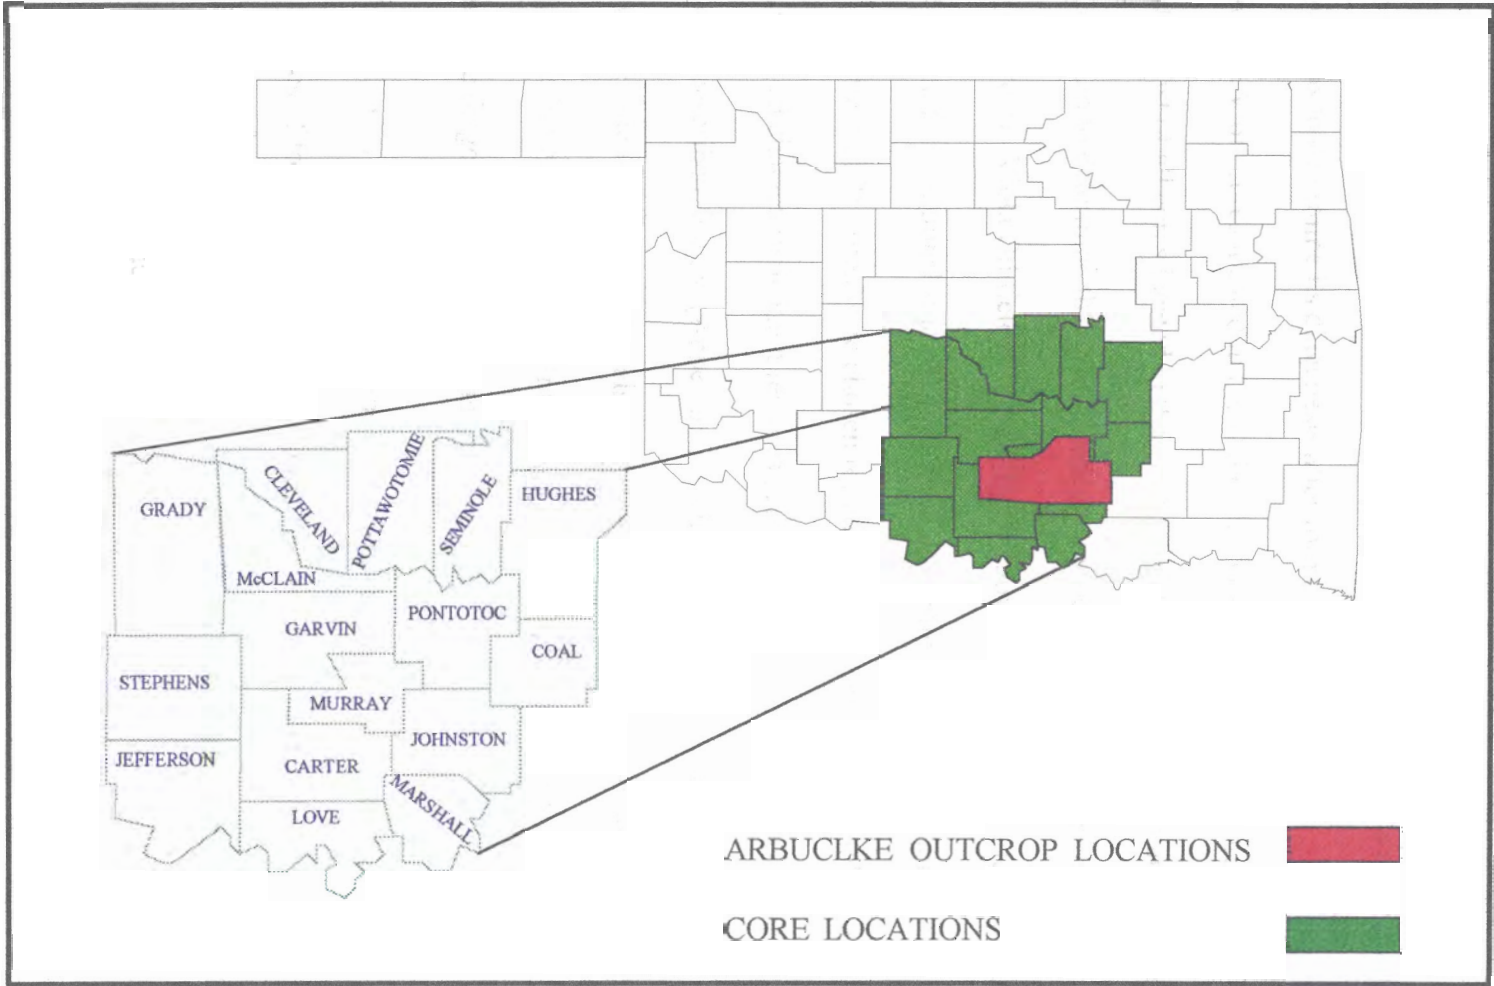 GRADY
CLEVELAND
POTTAWOTOMIE
SEMINOLE
HUGHES
McCLAIN
GARVIN
PONTOTOC
COAL
STEPHENS
MURRAY
JOHNSTON
JEFFERSON
CARTER
MARSHALL
LOVE
ARBUCLKE OUTCROP LOCATIONS
CORE LOCATIONS